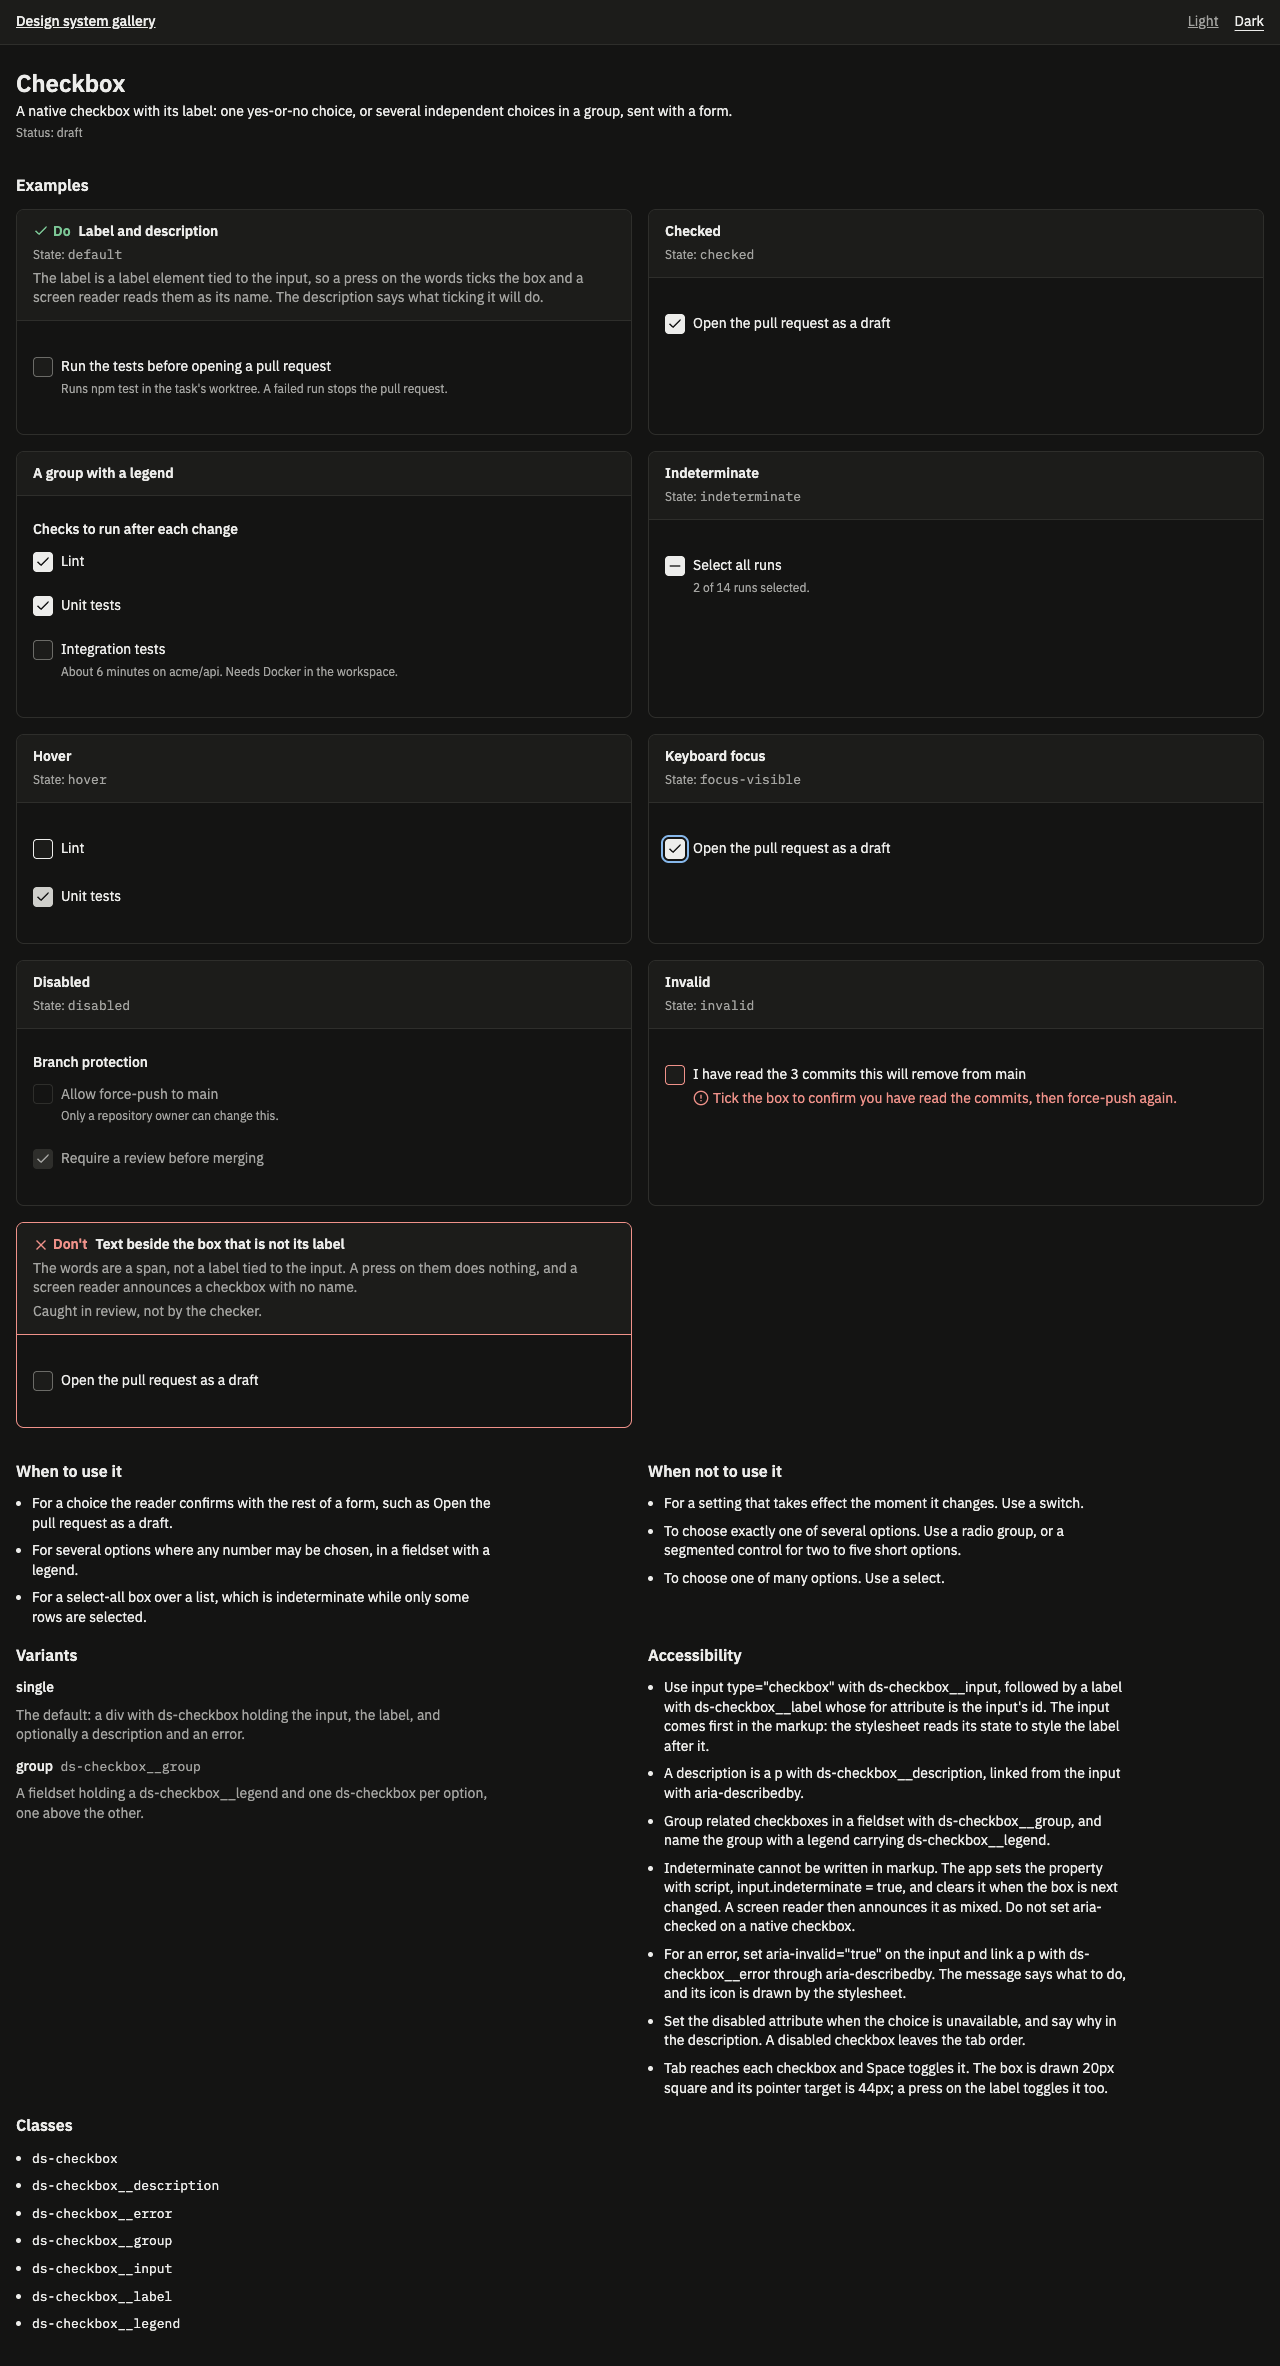 Design system gallery
Light
Dark
Checkbox
A native checkbox with its label: one yes-or-no choice, or several independent choices in a group, sent with a form.
Status: draft
Examples
Do Label and description
State: default
The label is a label element tied to the input, so a press on the words ticks the box and a
screen reader reads them as its name. The description says what ticking it will do.
Run the tests before opening a pull request
Runs npm test in the task's worktree. A failed run stops the pull request.
Checked
State: checked
Open the pull request as a draft
A group with a legend
Checks to run after each change
Lint
Unit tests
Integration tests
About 6 minutes on acme/api. Needs Docker in the workspace.
Indeterminate
State: indeterminate
Select all runs
2 of 14 runs selected.
Hover
State: hover
Lint
Unit tests
Keyboard focus
State: focus-visible
Open the pull request as a draft
Disabled
State: disabled
Branch protection
Allow force-push to main
Only a repository owner can change this.
Require a review before merging
Invalid
State: invalid
I have read the 3 commits this will remove from main
Tick the box to confirm you have read the commits, then force-push again.
Don't Text beside the box that is not its label
The words are a span, not a label tied to the input. A press on them does nothing, and a
screen reader announces a checkbox with no name.
Caught in review, not by the checker.
Open the pull request as a draft
When to use it
• For a choice the reader confirms with the rest of a form, such as Open the
pull request as a draft.
• For several options where any number may be chosen, in a fieldset with a
legend.
• For a select-all box over a list, which is indeterminate while only some
rows are selected.
When not to use it
• For a setting that takes effect the moment it changes. Use a switch.
• To choose exactly one of several options. Use a radio group, or a
segmented control for two to five short options.
• To choose one of many options. Use a select.
Variants
single
The default: a div with ds-checkbox holding the input, the label, and
optionally a description and an error.
group ds-checkbox__group
A fieldset holding a ds-checkbox__legend and one ds-checkbox per option,
one above the other.
Accessibility
• Use input type="checkbox" with ds-checkbox__input, followed by a label
with ds-checkbox__label whose for attribute is the input's id. The input
comes first in the markup: the stylesheet reads its state to style the label
after it.
• A description is a p with ds-checkbox__description, linked from the input
with aria-describedby.
• Group related checkboxes in a fieldset with ds-checkbox__group, and
name the group with a legend carrying ds-checkbox__legend.
• Indeterminate cannot be written in markup. The app sets the property
with script, input.indeterminate = true, and clears it when the box is next
changed. A screen reader then announces it as mixed. Do not set aria-
checked on a native checkbox.
• For an error, set aria-invalid="true" on the input and link a p with ds-
checkbox__error through aria-describedby. The message says what to do,
and its icon is drawn by the stylesheet.
• Set the disabled attribute when the choice is unavailable, and say why in
the description. A disabled checkbox leaves the tab order.
• Tab reaches each checkbox and Space toggles it. The box is drawn 20px
square and its pointer target is 44px; a press on the label toggles it too.
Classes
• ds-checkbox
• ds-checkbox__description
• ds-checkbox__error
• ds-checkbox__group
• ds-checkbox__input
• ds-checkbox__label
• ds-checkbox__legend